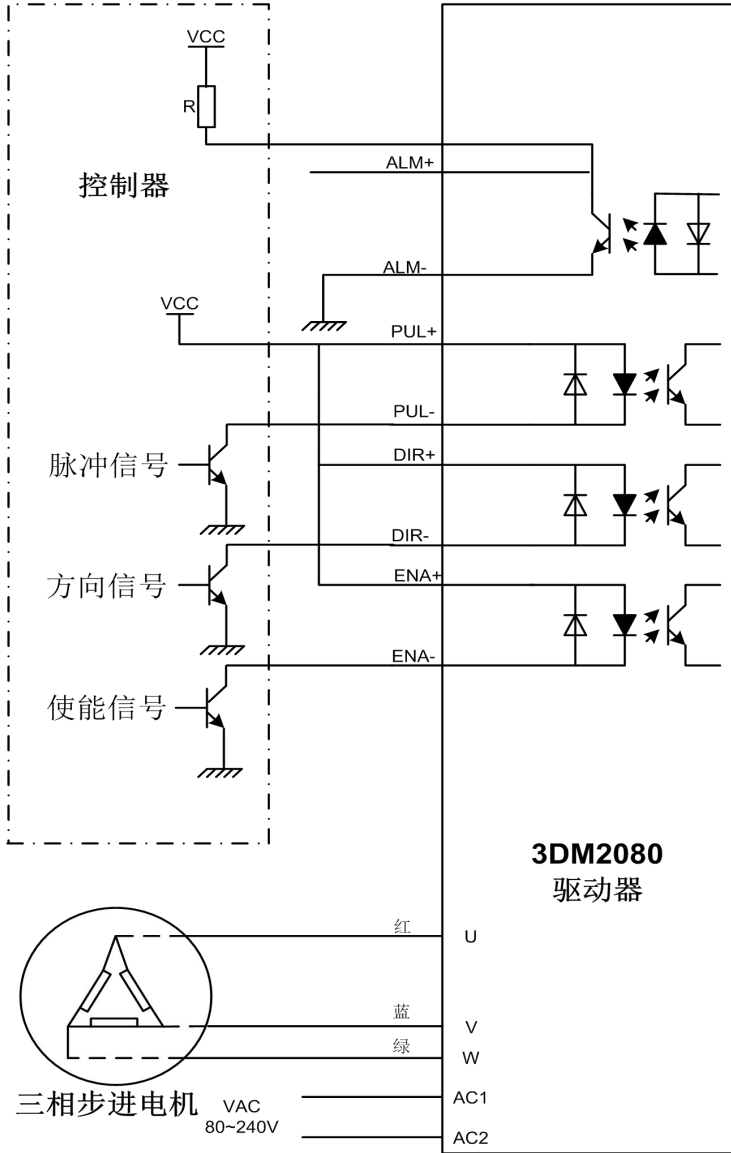 VCC
R
控制器
ALM+
ALM-
VCC
PUL+
PUL-
脉冲信号
DIR+
DIR-
方向信号
ENA+
ENA-
使能信号
3DM2080
驱动器
红
U
蓝
V
绿
W
三相步进电机
VAC
80~240V
AC1
AC2